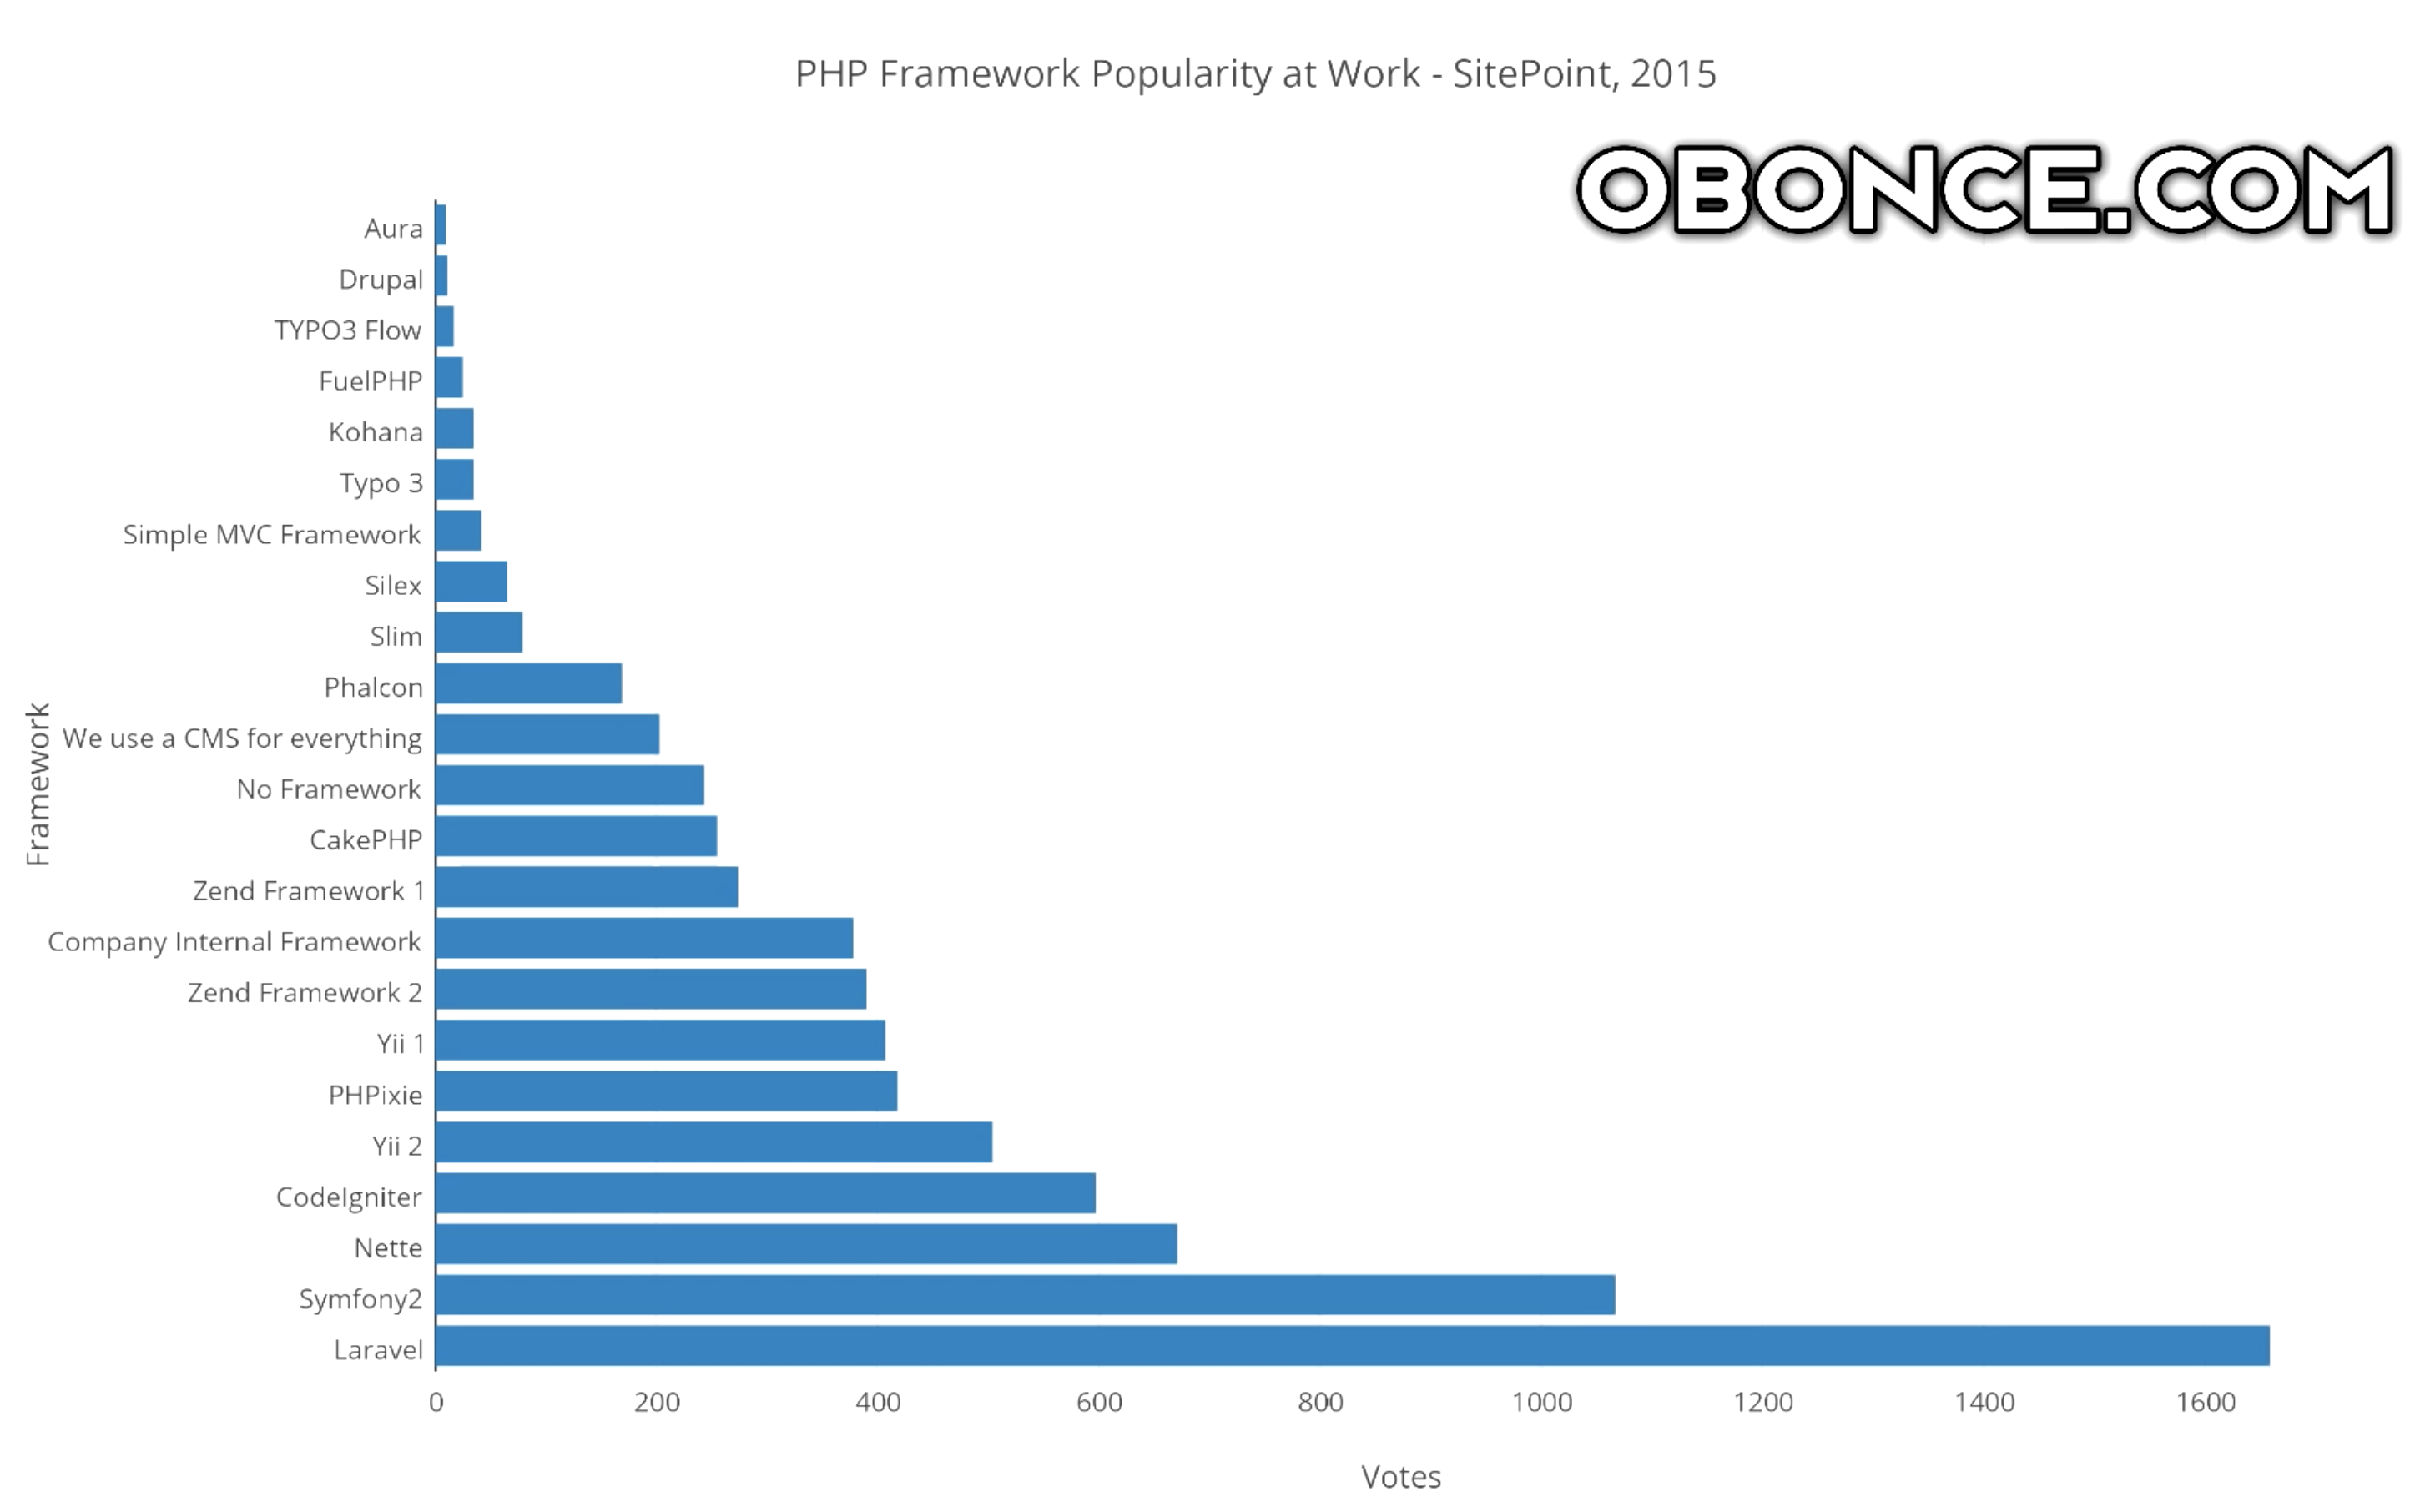 PHP Framework Popularity at Work - SitePoint, 2015
OBONCE.COM
Aura
Drupal
TYPO3 Flow
FuelPHP
Kohana
Typo 3
Simple MVC Framework
Silex
Slim
Phalcon
We use a CMS for everything
No Framework
CakePHP
Zend Framework 1
Company Internal Framework
Zend Framework 2
Yii 1
PHPixie
Yii 2
CodeIgniter
Nette
Symfony2
Laravel
Framework
0 200 400 600 800 1000 1200 1400 1600
Votes